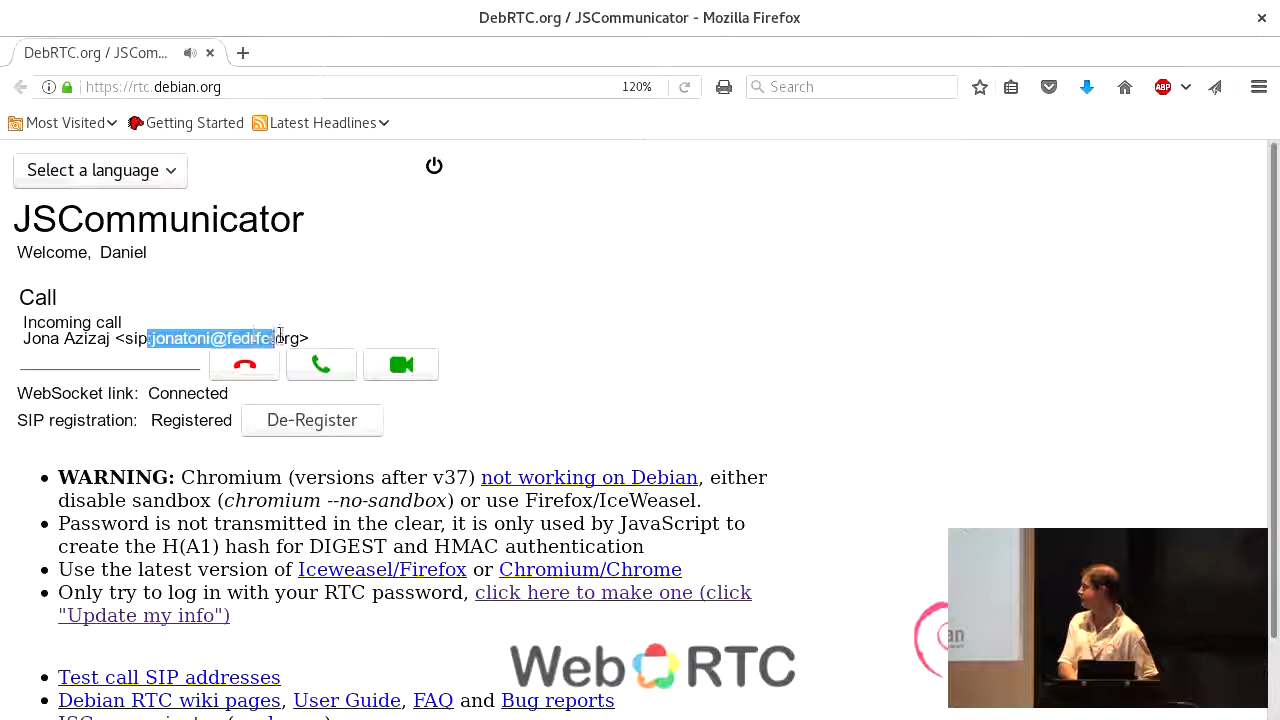 DebRTC.org / JSCommunicator - Mozilla Firefox
DebRTC.org / JSCom...
https://rtc.debian.org
120%
Search
ABP
Most Visited
Getting Started
Latest Headlines
Select a language
JSCommunicator
Welcome, Daniel
Call
Incoming call
Jona Azizaj <sip:jonatoni@fedife.org>
WebSocket link: Connected
SIP registration: Registered De-Register
WARNING: Chromium (versions after v37) not working on Debian, either
disable sandbox (chromium --no-sandbox) or use Firefox/IceWeasel.
Password is not transmitted in the clear, it is only used by JavaScript to
create the H(A1) hash for DIGEST and HMAC authentication
Use the latest version of Iceweasel/Firefox or Chromium/Chrome
Only try to log in with your RTC password, click here to make one (click
"Update my info")
Web RTC
Test call SIP addresses
Debian RTC wiki pages, User Guide, FAQ and Bug reports